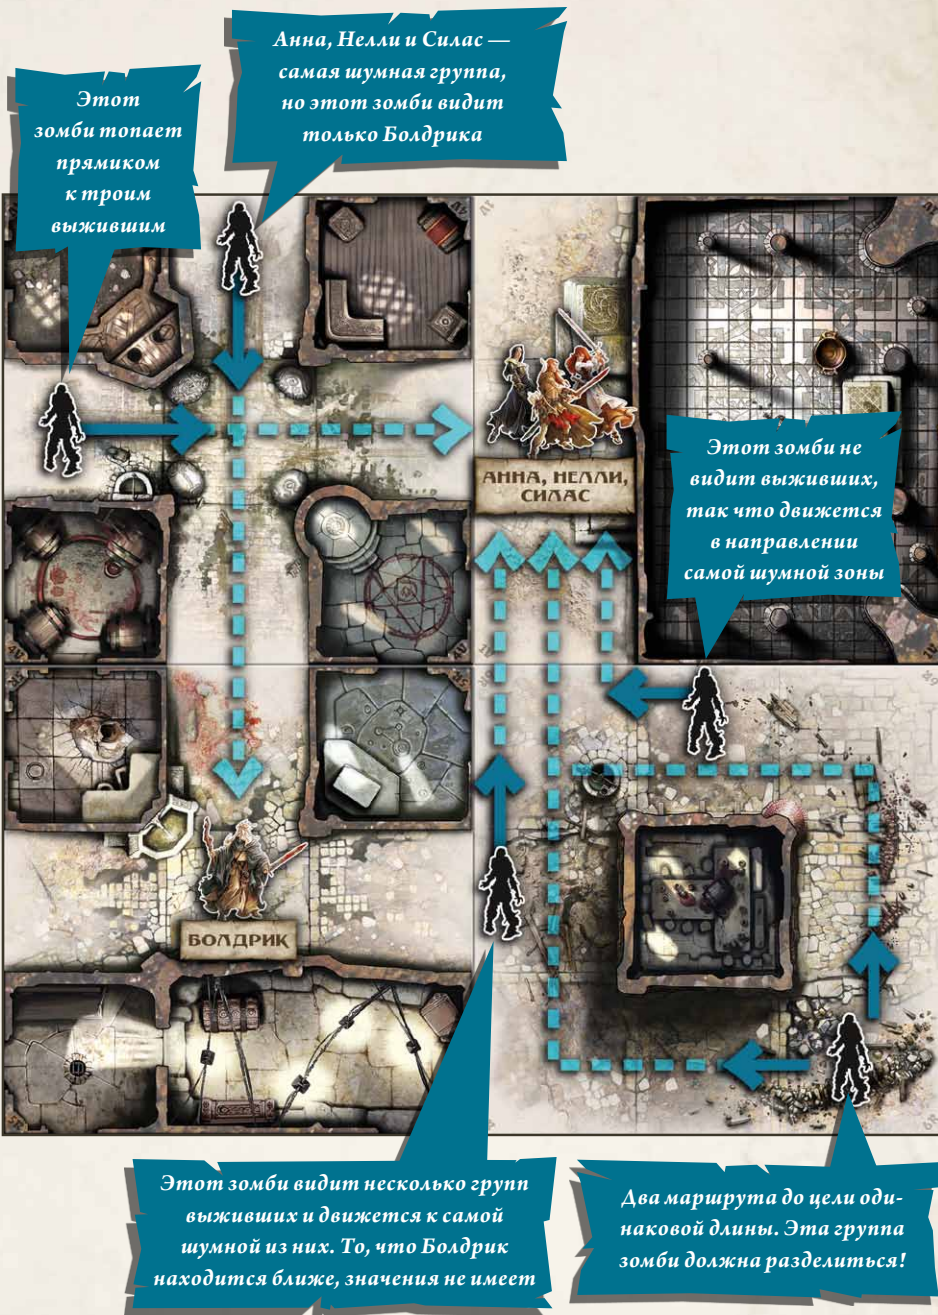 Анна, Нелли и Силас —
самая шумная группа,
но этот зомби видит
только Болдрика
Этот
зомби топает
прямиком
к троим
выжившим
АННА, НЕЛЛИ,
СИЛАС
Этот зомби не
видит выживших,
так что движется
в направлении
самой шумной зоны
БОЛДРИК
Этот зомби видит несколько групп
выживших и движется к самой
шумной из них. То, что Болдрик
находится ближе, значения не имеет
Два маршрута до цели оди-
наковой длины. Эта группа
зомби должна разделиться!